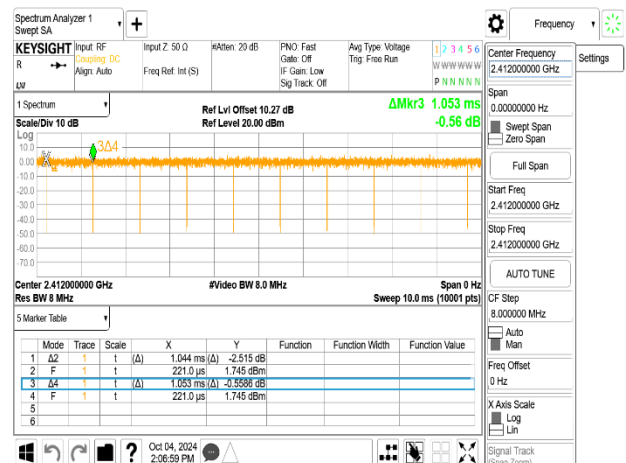 Spectrum Analyzer 1
Swept SA
+
Frequency
KEYSIGHT Input: RF Input Z: 50 Ω #Atten: 20 dB PNO: Fast Avg Type: Voltage 1 2 3 4 5 6
R Coupling: DC Gate: Off Trig: Free Run
Align: Auto Freq Ref: Int (S) IF Gain: Low W W W W W W
Sig Track: Off P N N N N N
LXI
Center Frequency
2.412000000 GHz
Settings
Span
0.00000000 Hz
Swept Span
Zero Span
Full Span
Start Freq
2.412000000 GHz
Stop Freq
2.412000000 GHz
AUTO TUNE
CF Step
8.000000 MHz
Auto
Man
Freq Offset
0 Hz
X Axis Scale
Log
Lin
Signal Track
(Span Zoom)
1 Spectrum Ref Lvl Offset 10.27 dB ΔMkr3 1.053 ms
Scale/Div 10 dB Ref Level 20.00 dBm -0.56 dB
Log
10.0
0.00
-10.0
-20.0
-30.0
-40.0
-50.0
-60.0
-70.0
3Δ4
X
Center 2.412000000 GHz #Video BW 8.0 MHz Span 0 Hz
Res BW 8 MHz Sweep 10.0 ms (10001 pts)
5 Marker Table
Mode Trace Scale X Y Function Function Width Function Value
1 Δ2 1 t (Δ) 1.044 ms (Δ) -2.515 dB
2 F 1 t 221.0 µs 1.745 dBm
3 Δ4 1 t (Δ) 1.053 ms (Δ) -0.5586 dB
4 F 1 t 221.0 µs 1.745 dBm
5
6
? Oct 04, 2024
2:06:59 PM